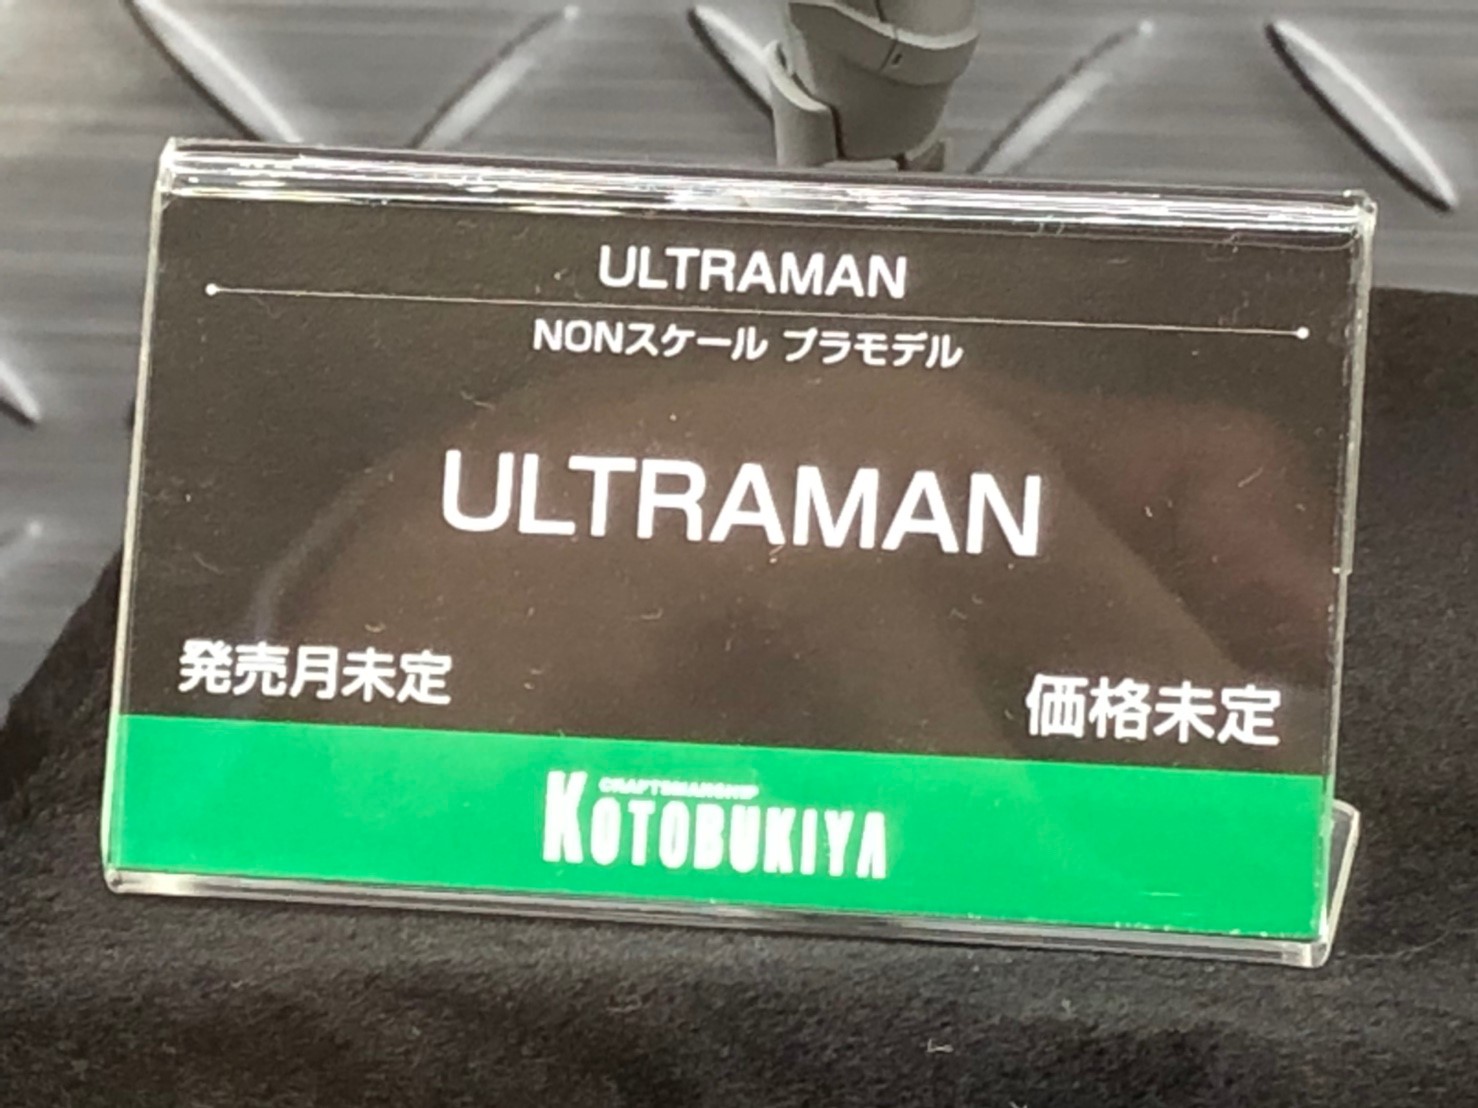 ULTRAMAN
NONスケール プラモデル
ULTRAMAN
発売月未定
価格未定
CRAFTSMANSHIP
KOTOBUKIYA